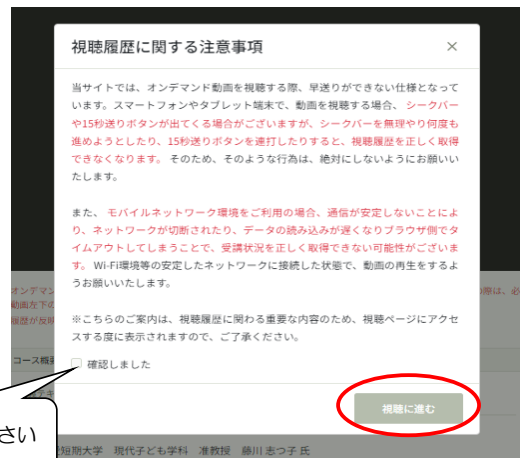 視聴履歴に関する注意事項 ×
当サイトでは、オンデマンド動画を視聴する際、早送りができない仕様となって
います。スマートフォンやタブレット端末で、動画を視聴する場合、 シークバー
や15秒送りボタンが出てくる場合がございますが、シークバーを無理やり何度も
進めようとしたり、15秒送りボタンを連打したりすると、視聴履歴を正しく取得
できなくなります。 そのため、そのような行為は、絶対にしないようにお願いい
たします。
また、 モバイルネットワーク環境をご利用の場合、通信が安定しないことによ
り、ネットワークが切断されたり、データの読み込みが遅くなりブラウザ側でタ
イムアウトしてしまうことで、受講状況を正しく取得できない可能性がございま
す。 Wi-Fi環境等の安定したネットワークに接続した状態で、動画の再生をするよ
うお願いいたします。
オンデマン
の際は、必
動画左下の
履歴が反映
※こちらのご案内は、視聴履歴に関わる重要な内容のため、視聴ページにアクセ
スする度に表示されますので、ご了承ください。
コース概要
確認しました
視聴に進む
さい
短期大学 現代子ども学科 准教授 藤川 志つ子 氏